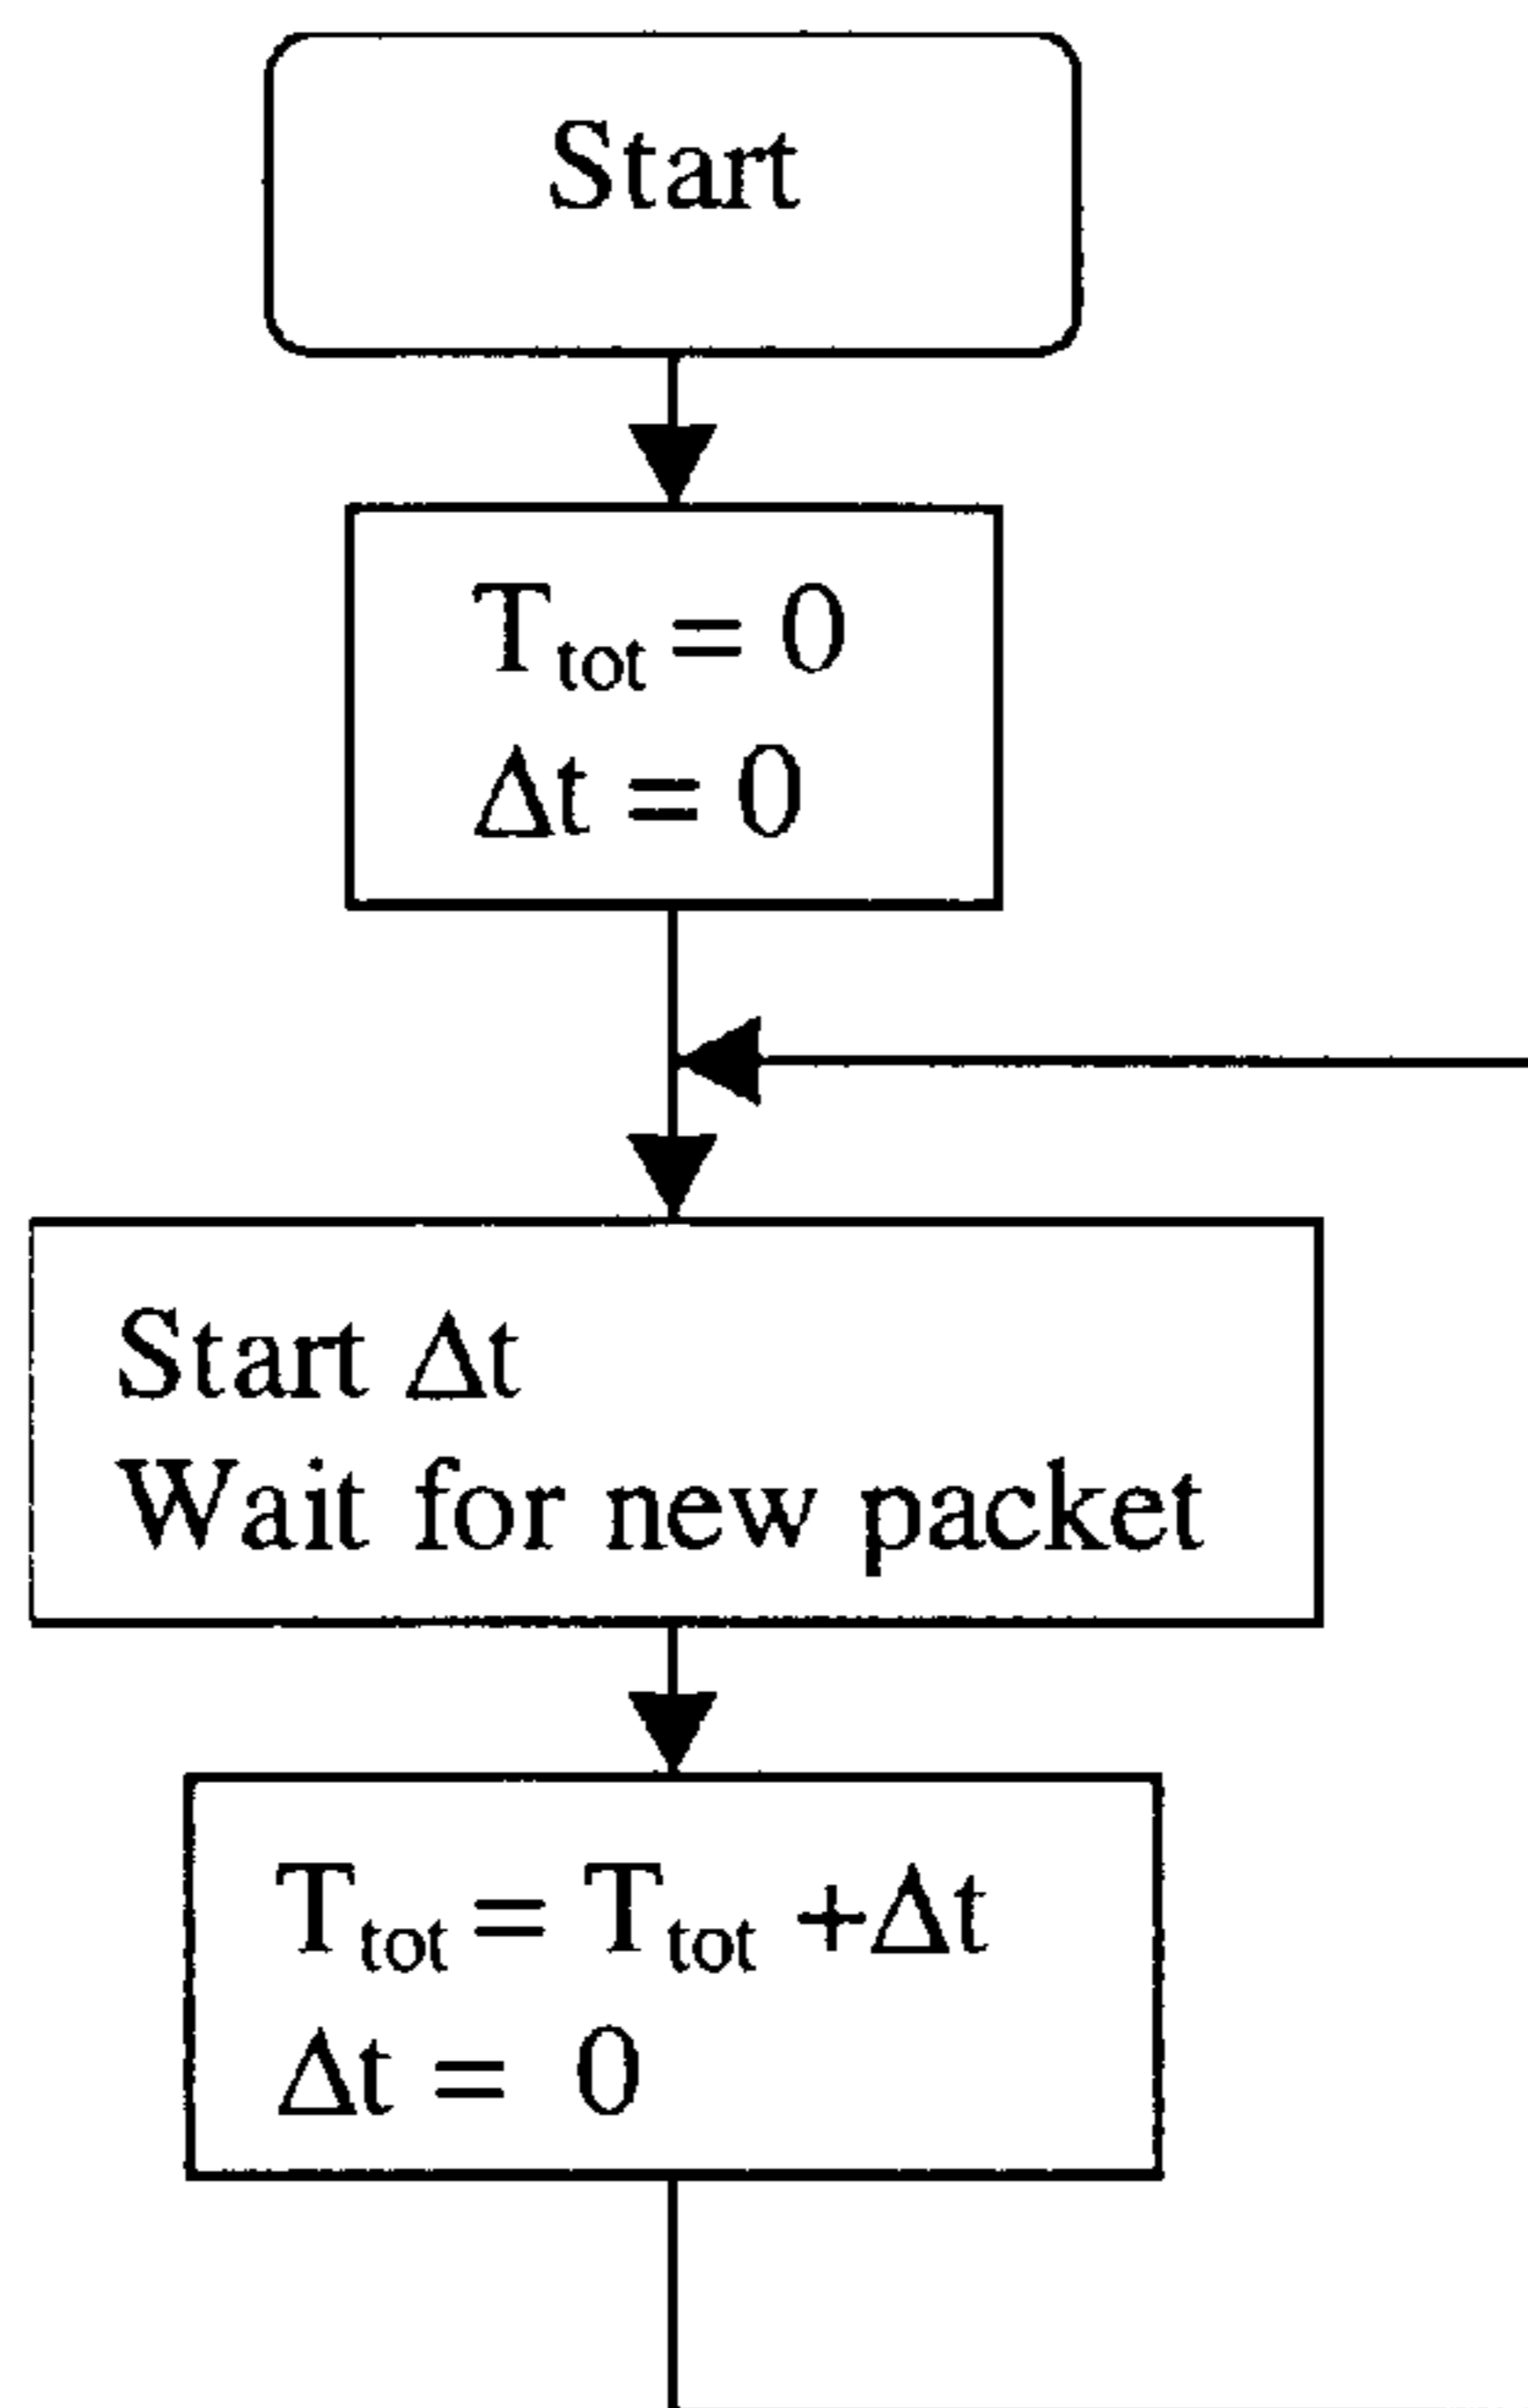 Start
T_tot = 0
Δt = 0
Start Δt
Wait for new packet
T_tot = T_tot +Δt
Δt = 0